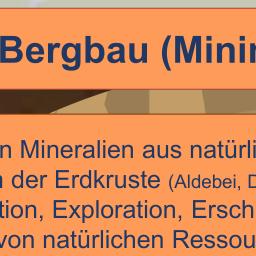 Bergbau (Minin
n Mineralien aus natürli
der Erdkruste (Aldebei, D
tion, Exploration, Ersch
von natürlichen Ressou